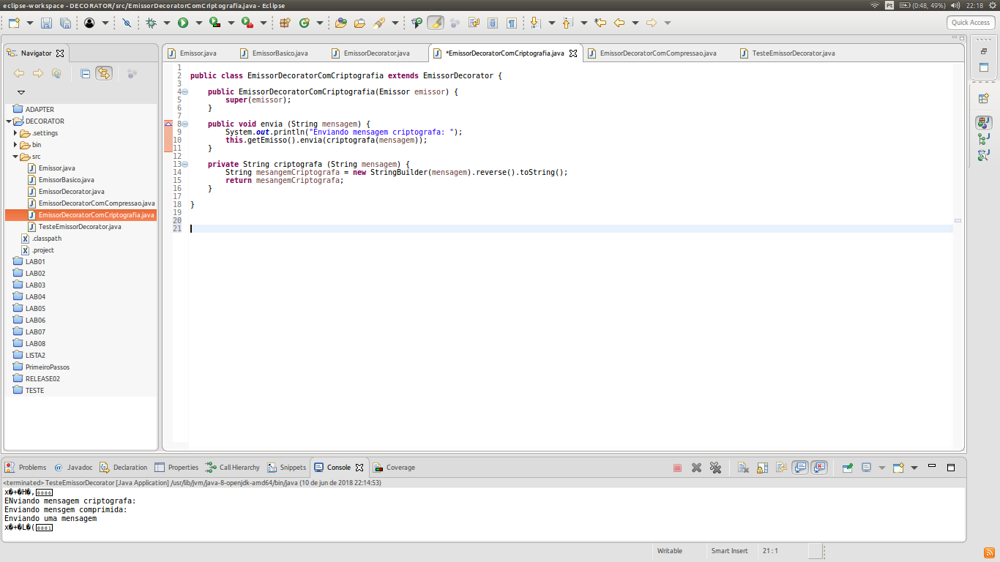 eclipse-workspace - DECORATOR/src/EmissorDecoratorComCriptografia.java - Eclipse
Pt (0:48, 49%) 22:18
Quick Access
Navigator
Emissor.java EmissorBasico.java EmissorDecorator.java *EmissorDecoratorComCriptografia.java EmissorDecoratorComCompressao.java TesteEmissorDecorator.java
ADAPTER
DECORATOR
.settings
bin
src
Emissor.java
EmissorBasico.java
EmissorDecorator.java
EmissorDecoratorComCompressao.java
EmissorDecoratorComCriptografia.java
TesteEmissorDecorator.java
.classpath
.project
LAB01
LAB02
LAB03
LAB04
LAB05
LAB06
LAB07
LAB08
LISTA2
PrimeiroPassos
RELEASE02
TESTE
1
2 public class EmissorDecoratorComCriptografia extends EmissorDecorator {
3
4 public EmissorDecoratorComCriptografia(Emissor emissor) {
5 super(emissor);
6 }
7
8 public void envia (String mensagem) {
9 System.out.println("Enviando mensagem criptografa: ");
10 this.getEmisso().envia(criptografa(mensagem));
11 }
12
13 private String criptografa (String mensagem) {
14 String mesangemCriptografa = new StringBuilder(mensagem).reverse().toString();
15 return mesangemCriptografa;
16 }
17
18 }
19
20
21
Problems Javadoc Declaration Properties Call Hierarchy Snippets Console Coverage
<terminated> TesteEmissorDecorator [Java Application] /usr/lib/jvm/java-8-openjdk-amd64/bin/java (10 de jun de 2018 22:14:53)
x�+�H�,0006
ENviando mensagem criptografa:
Enviando mensgem comprimida:
Enviando uma mensagem
x�+�L�(0001
Writable Smart Insert 21 : 1